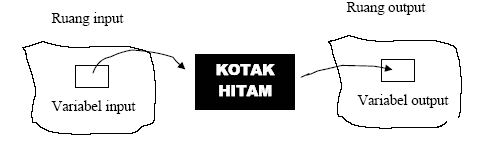 Ruang input
Ruang output
KOTAK
HITAM
Variabel input
Variabel output